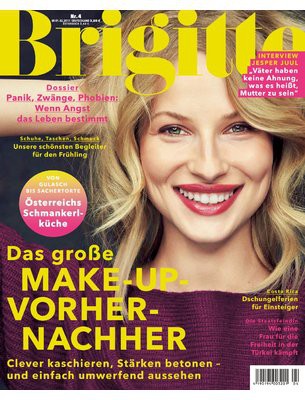 Nr. 4
Brigitte
INTERVIEW
JESPER JUUL
„Väter haben
keine Ahnung,
was es heißt,
Mutter zu sein“
Dossier
Panik, Zwänge, Phobien:
Wenn Angst
das Leben bestimmt
Schuhe, Taschen, Schmuck
Unsere schönsten Begleiter
für den Frühling
VON
GULASCH
BIS SACHERTORTE
Österreichs
Schmankerl-
küche
Das große
MAKE-UP-
VORHER-
NACHHER
Clever kaschieren, Stärken betonen –
und einfach umwerfend aussehen
Costa Rica
Dschungelferien
für Einsteiger
Die Staatsfeindin
Wie eine
Frau für die
Freiheit in der
Türkei kämpft